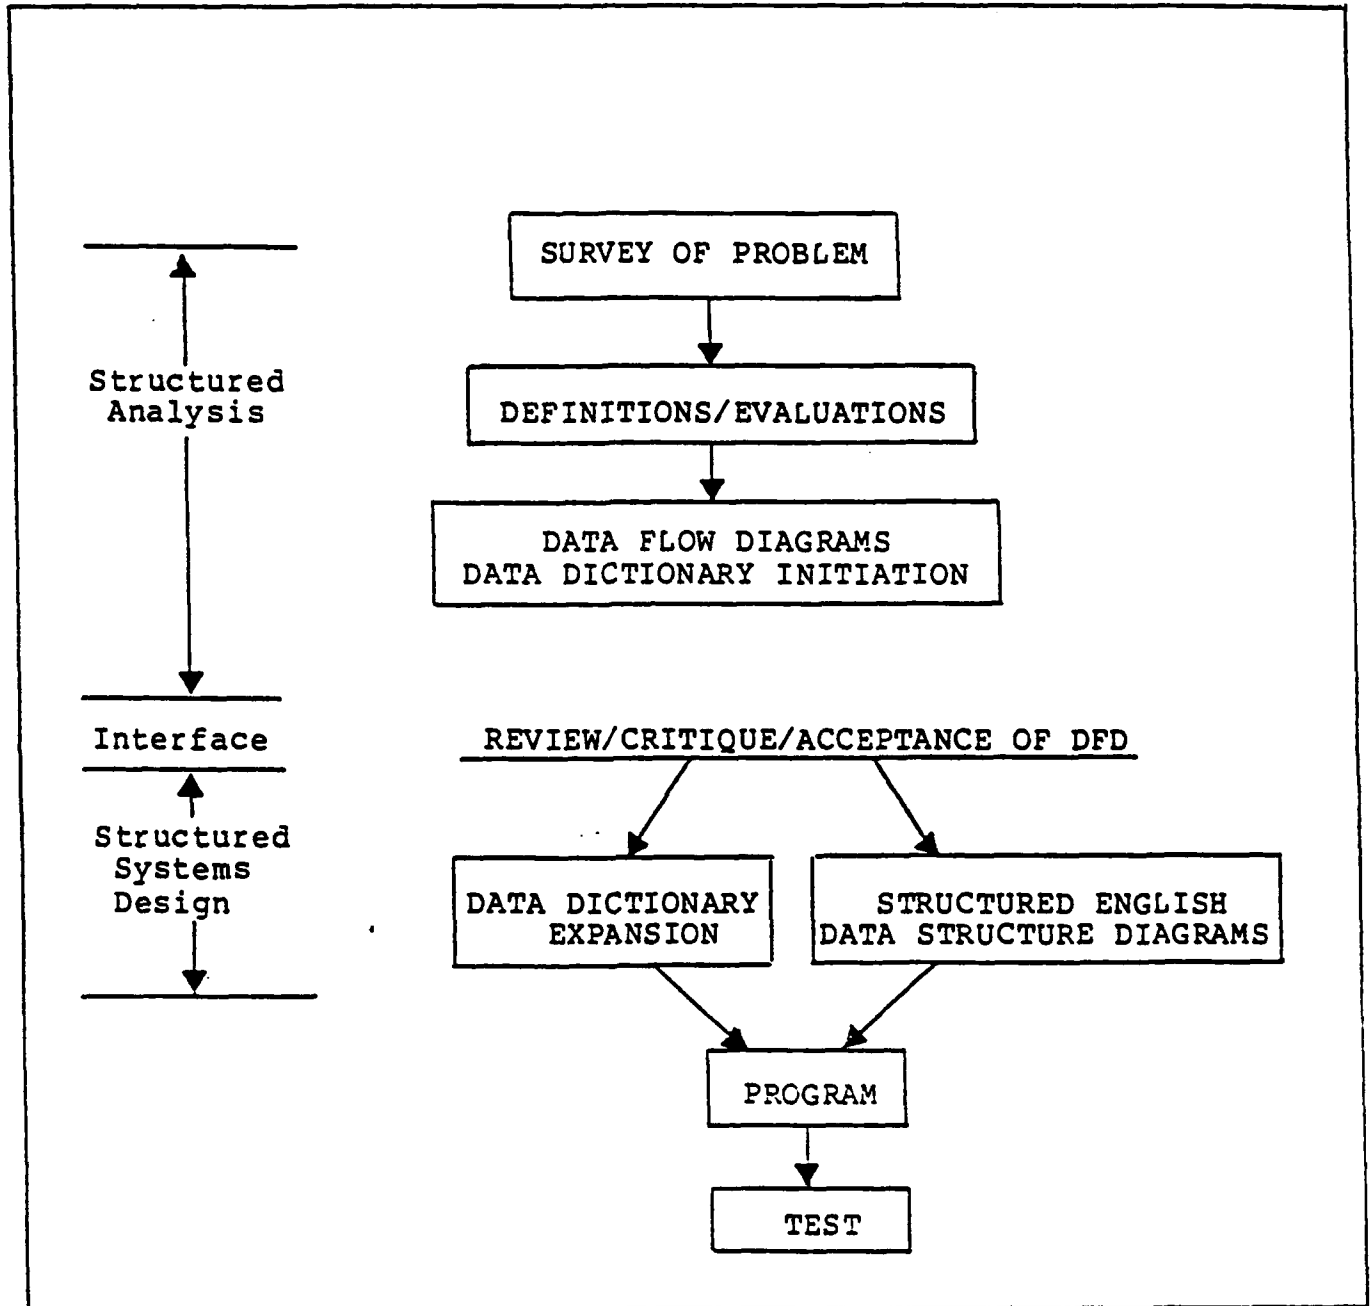 SURVEY OF PROBLEM
Structured
Analysis
DEFINITIONS/EVALUATIONS
DATA FLOW DIAGRAMS
DATA DICTIONARY INITIATION
Interface
REVIEW/CRITIQUE/ACCEPTANCE OF DFD
Structured
Systems
Design
DATA DICTIONARY
EXPANSION
STRUCTURED ENGLISH
DATA STRUCTURE DIAGRAMS
PROGRAM
TEST